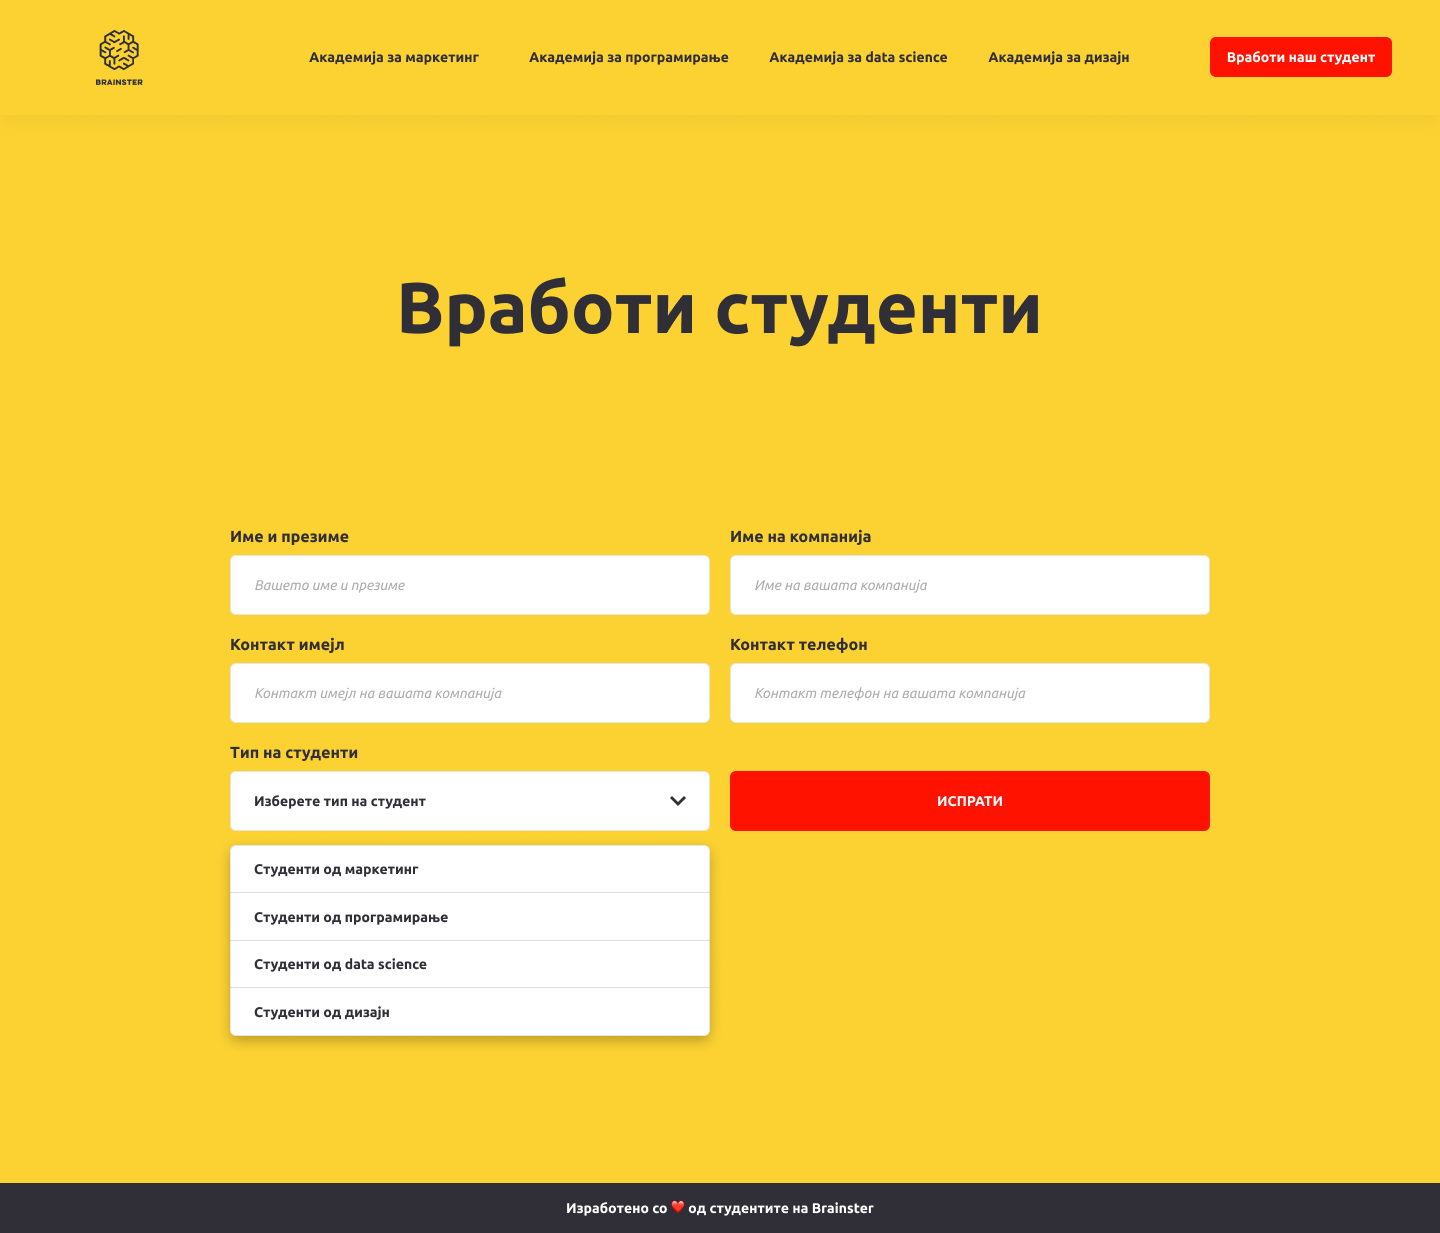 BRAINSTER
Академија за маркетинг
Академија за програмирање
Академија за data science
Академија за дизајн
Вработи наш студент
Вработи студенти
Име и презиме
Вашето име и презиме
Име на компанија
Име на вашата компанија
Контакт имејл
Контакт имејл на вашата компанија
Контакт телефон
Контакт телефон на вашата компанија
Тип на студенти
Изберете тип на студент
ИСПРАТИ
Студенти од маркетинг
Студенти од програмирање
Студенти од data science
Студенти од дизајн
Изработено со ❤️ од студентите на Brainster